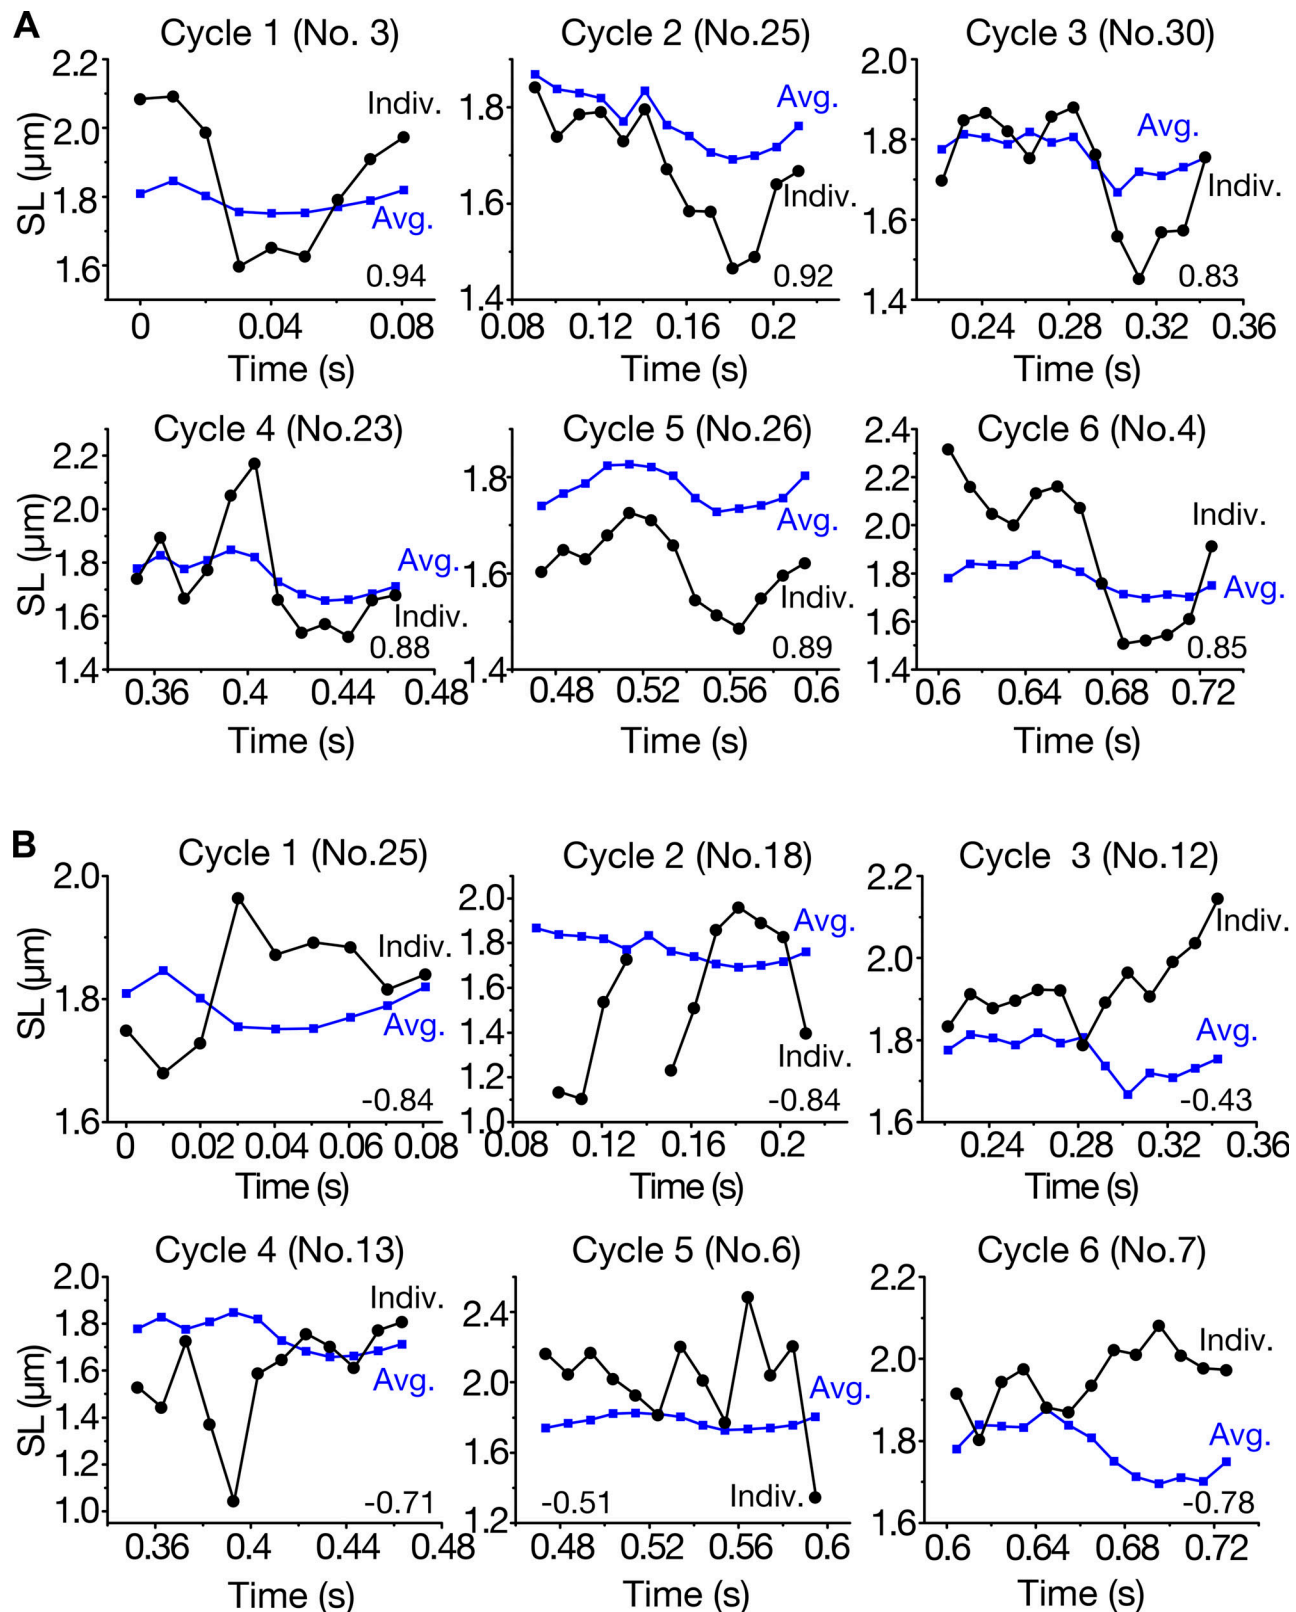 A
Cycle 1 (No. 3)
Cycle 2 (No.25)
Cycle 3 (No.30)
SL (µm)
2.2
2.0
1.8
1.6
Indiv.
Avg.
0.94
0
0.04
0.08
Time (s)
1.8
1.6
1.4
Avg.
Indiv.
0.92
0.08
0.12
0.16
0.2
Time (s)
2.0
1.8
1.6
1.4
Avg.
Indiv.
0.83
0.24
0.28
0.32
0.36
Time (s)
Cycle 4 (No.23)
Cycle 5 (No.26)
Cycle 6 (No.4)
SL (µm)
2.2
2.0
1.8
1.6
1.4
Avg.
Indiv.
0.88
0.36
0.4
0.44
0.48
Time (s)
1.8
1.6
1.4
Avg.
Indiv.
0.89
0.48
0.52
0.56
0.6
Time (s)
2.4
2.2
2.0
1.8
1.6
1.4
Indiv.
Avg.
0.85
0.6
0.64
0.68
0.72
Time (s)
B
Cycle 1 (No.25)
Cycle 2 (No.18)
Cycle 3 (No.12)
SL (µm)
2.0
1.8
1.6
Indiv.
Avg.
-0.84
0
0.02
0.04
0.06
0.08
Time (s)
2.0
1.8
1.6
1.4
1.2
1.0
Avg.
Indiv.
-0.84
0.08
0.12
0.16
0.2
Time (s)
2.2
2.0
1.8
1.6
Indiv.
Avg.
-0.43
0.24
0.28
0.32
0.36
Time (s)
Cycle 4 (No.13)
Cycle 5 (No.6)
Cycle 6 (No.7)
SL (µm)
2.0
1.8
1.6
1.4
1.2
1.0
Indiv.
Avg.
-0.71
0.36
0.4
0.44
0.48
Time (s)
2.4
2.0
1.6
1.2
Avg.
-0.51
Indiv.
0.48
0.52
0.56
0.6
Time (s)
2.2
2.0
1.8
1.6
Indiv.
Avg.
-0.78
0.6
0.64
0.68
0.72
Time (s)